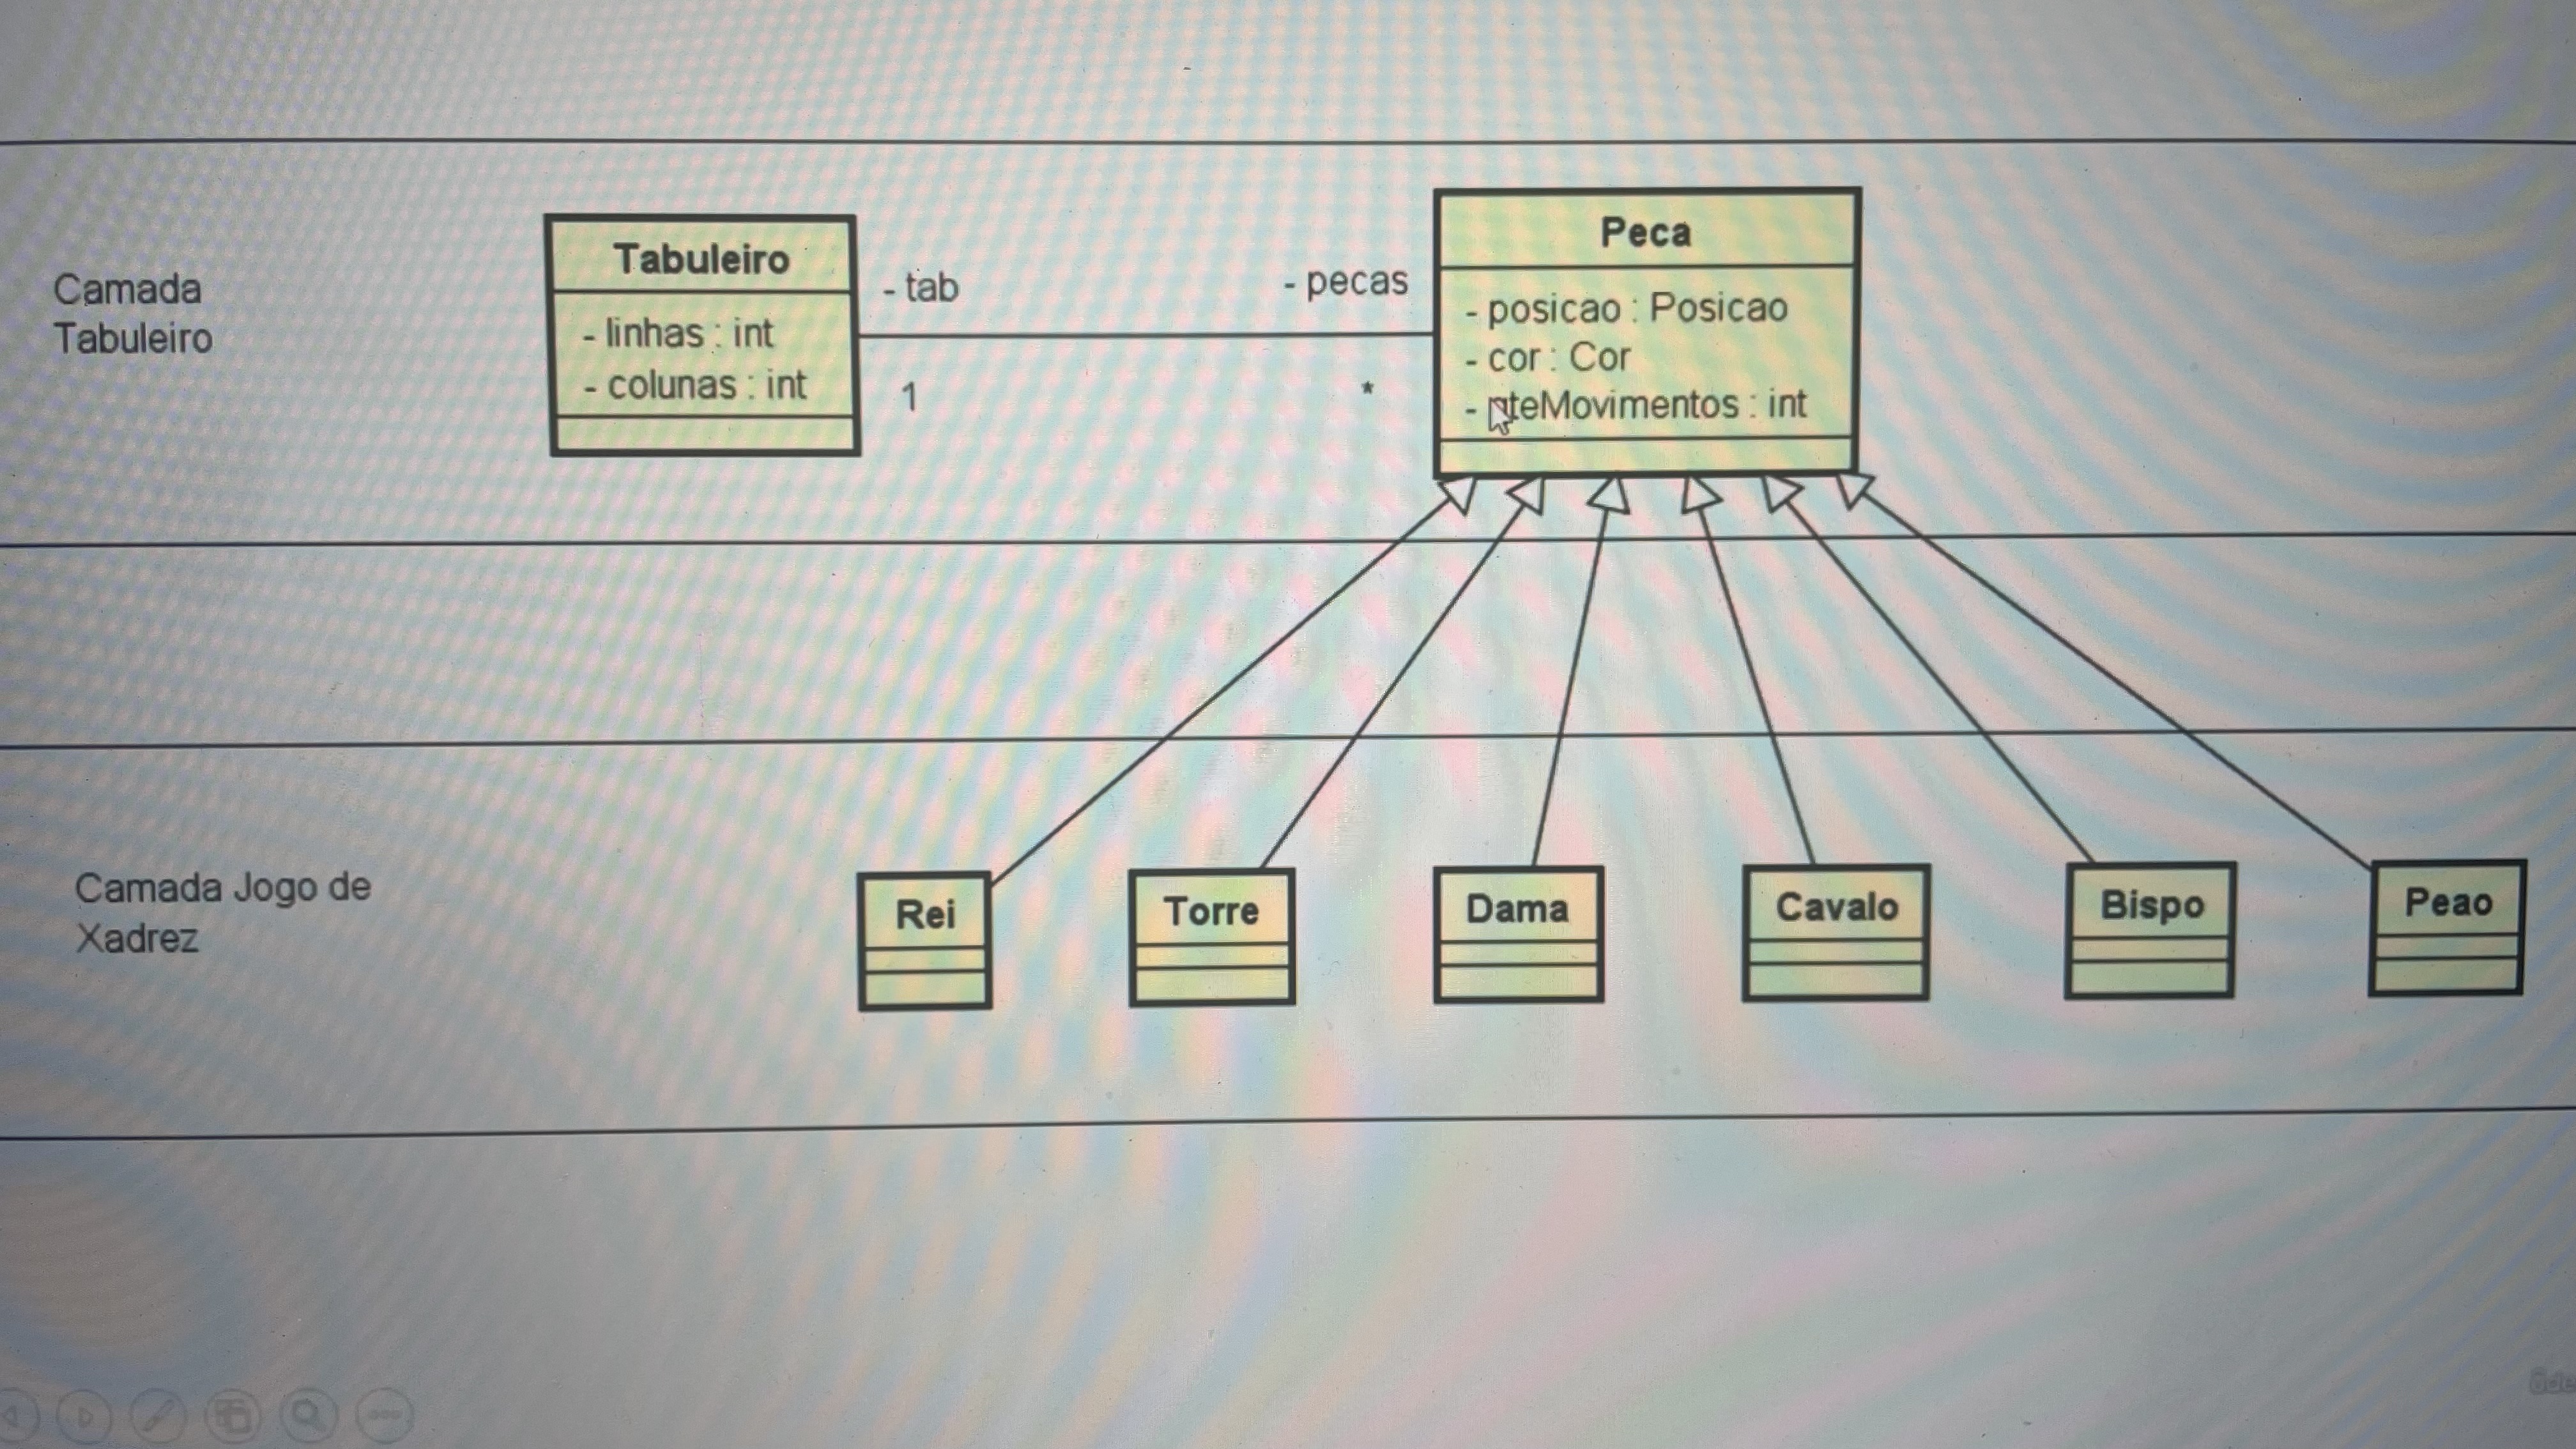 Camada
Tabuleiro
Tabuleiro
- linhas : int
- colunas : int
- tab
1
- pecas
*
Peca
- posicao : Posicao
- cor : Cor
- qteMovimentos : int
Camada Jogo de
Xadrez
Rei
Torre
Dama
Cavalo
Bispo
Peao